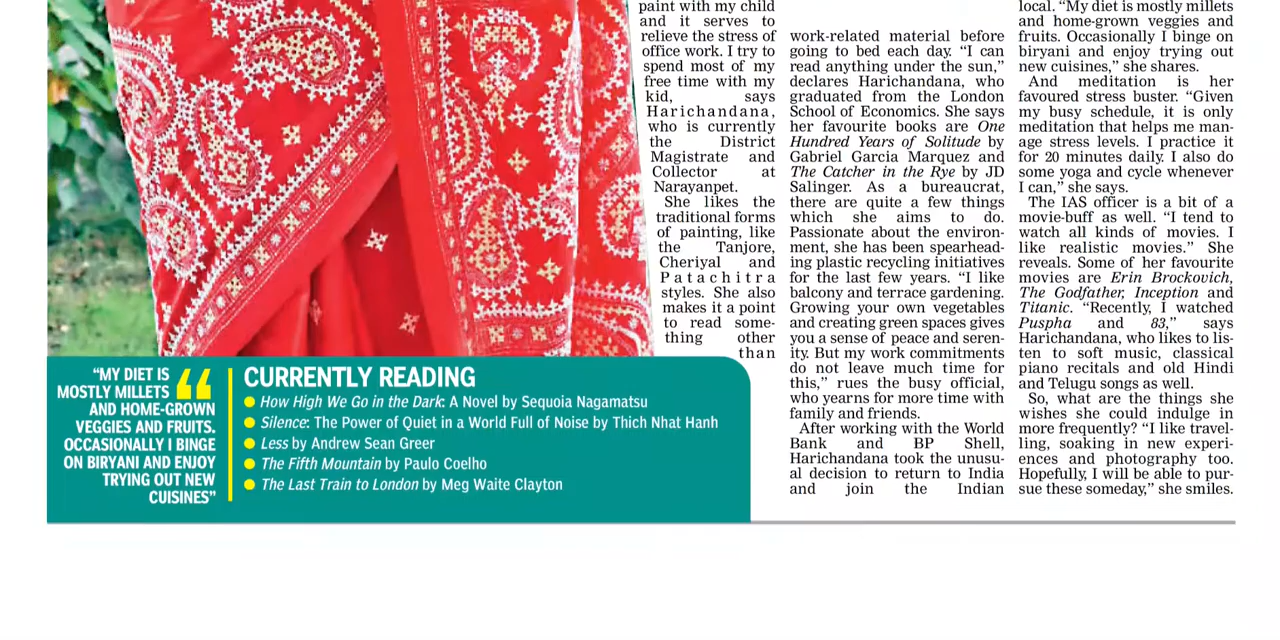 paint with my child
and it serves to
relieve the stress of
office work. I try to
spend most of my
free time with my
kid, says
Harichandana,
who is currently
the District
Magistrate and
Collector at
Narayanpet.
She likes the
traditional forms
of painting, like
the Tanjore,
Cheriyal and
Patachitra
styles. She also
makes it a point
to read some-
thing other
than
work-related material before
going to bed each day. “I can
read anything under the sun,”
declares Harichandana, who
graduated from the London
School of Economics. She says
her favourite books are One
Hundred Years of Solitude by
Gabriel Garcia Marquez and
The Catcher in the Rye by JD
Salinger. As a bureaucrat,
there are quite a few things
which she aims to do.
Passionate about the environ-
ment, she has been spearhead-
ing plastic recycling initiatives
for the last few years. “I like
balcony and terrace gardening.
Growing your own vegetables
and creating green spaces gives
you a sense of peace and seren-
ity. But my work commitments
do not leave much time for
this,” rues the busy official,
who yearns for more time with
family and friends.
After working with the World
Bank and BP Shell,
Harichandana took the unusu-
al decision to return to India
and join the Indian
local. “My diet is mostly millets
and home-grown veggies and
fruits. Occasionally I binge on
biryani and enjoy trying out
new cuisines,” she shares.
And meditation is her
favoured stress buster. “Given
my busy schedule, it is only
meditation that helps me man-
age stress levels. I practice it
for 20 minutes daily. I also do
some yoga and cycle whenever
I can,” she says.
The IAS officer is a bit of a
movie-buff as well. “I tend to
watch all kinds of movies. I
like realistic movies.” She
reveals. Some of her favourite
movies are Erin Brockovich,
The Godfather, Inception and
Titanic. “Recently, I watched
Puspha and 83,” says
Harichandana, who likes to lis-
ten to soft music, classical
piano recitals and old Hindi
and Telugu songs as well.
So, what are the things she
wishes she could indulge in
more frequently? “I like travel-
ling, soaking in new experi-
ences and photography too.
Hopefully, I will be able to pur-
sue these someday,” she smiles.
“MY DIET IS
MOSTLY MILLETS
AND HOME-GROWN
VEGGIES AND FRUITS.
OCCASIONALLY I BINGE
ON BIRYANI AND ENJOY
TRYING OUT NEW
CUISINES”
CURRENTLY READING
How High We Go in the Dark: A Novel by Sequoia Nagamatsu
Silence: The Power of Quiet in a World Full of Noise by Thich Nhat Hanh
Less by Andrew Sean Greer
The Fifth Mountain by Paulo Coelho
The Last Train to London by Meg Waite Clayton